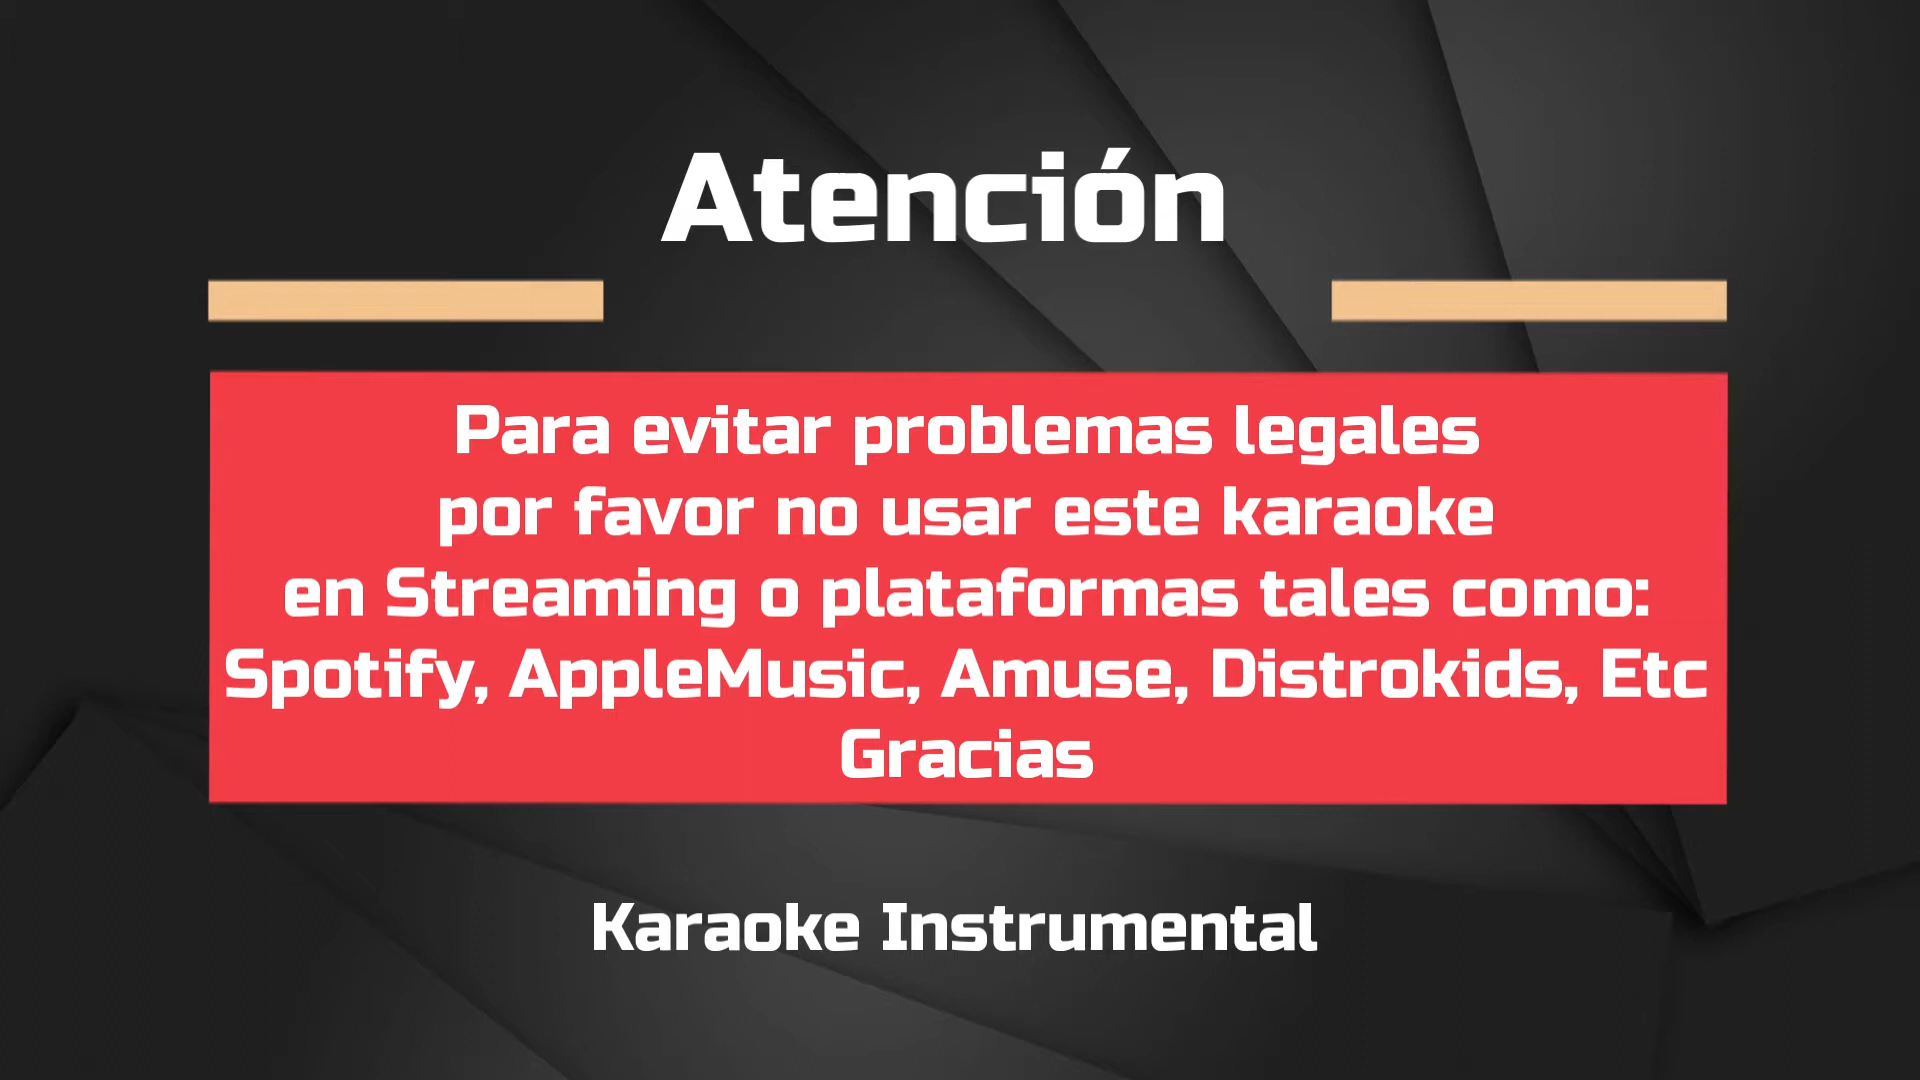 Atención
Para evitar problemas legales
por favor no usar este karaoke
en Streaming o plataformas tales como:
Spotify, AppleMusic, Amuse, Distrokids, Etc
Gracias
Karaoke Instrumental